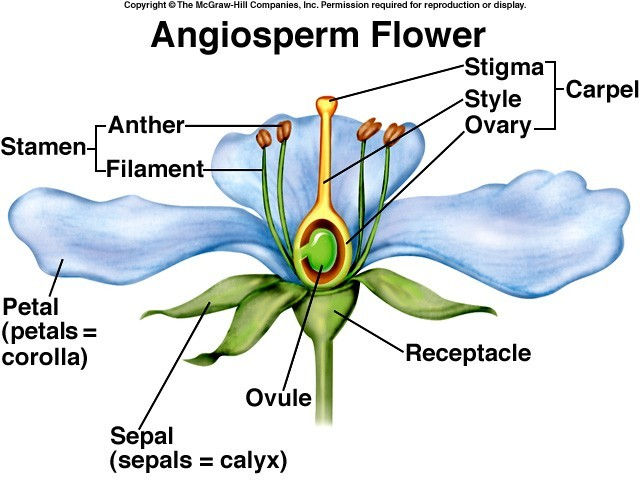 Copyright © The McGraw-Hill Companies, Inc. Permission required for reproduction or display.
Angiosperm Flower
Stigma
Style
Ovary
Carpel
Stamen
Anther
Filament
Petal
(petals =
corolla)
Receptacle
Ovule
Sepal
(sepals = calyx)